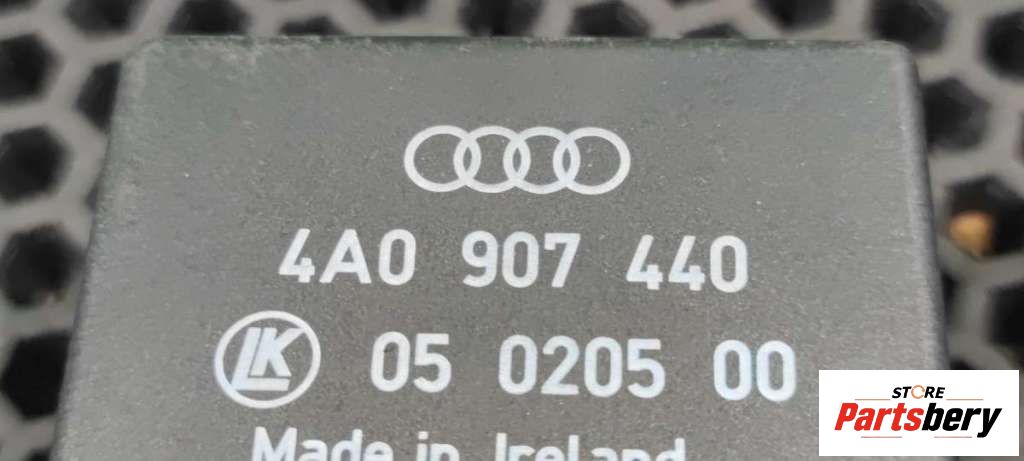 4A0 907 440
LK 05 0205 00
Made in Ireland
STORE
Partsbery